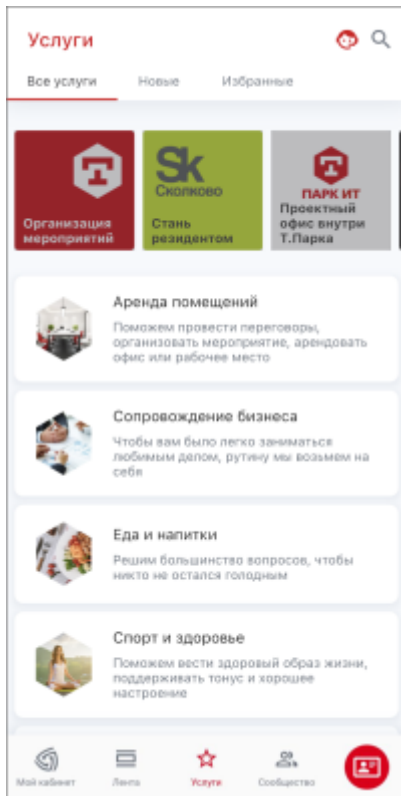 Услуги
Все услуги
Новые
Избранные
Организация
мероприятий
Sk
Сколково
Стань
резидентом
ПАРК ИТ
Проектный
офис внутри
Т.Парка
Аренда помещений
Поможем провести переговоры,
организовать мероприятие, арендовать
офис или рабочее место
Сопровождение бизнеса
Чтобы вам было легко заниматься
любимым делом, рутину мы возьмем на
себя
Еда и напитки
Решим большинство вопросов, чтобы
никто не остался голодным
Спорт и здоровье
Поможем вести здоровый образ жизни,
поддерживать тонус и хорошее
настроение
Мой кабинет
Лента
Услуги
Сообщество